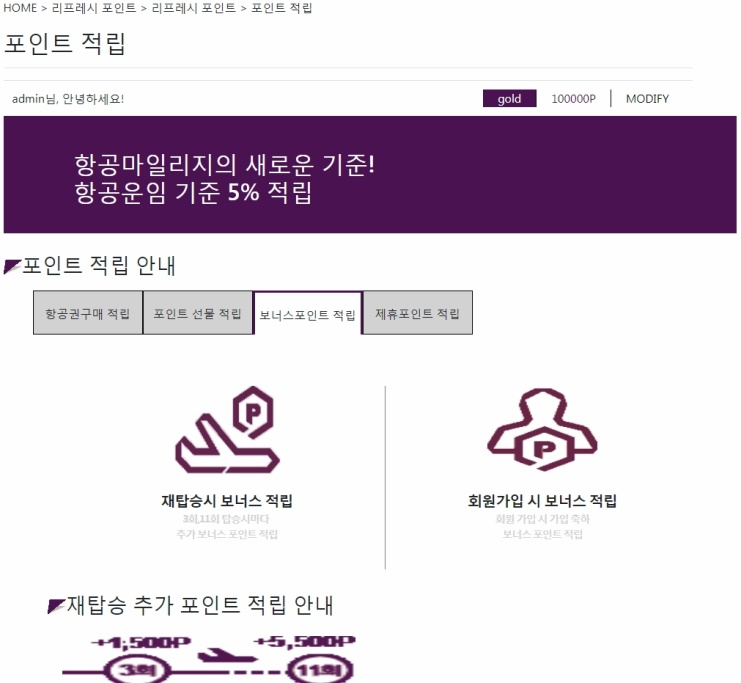 HOME > 리프레시 포인트 > 리프레시 포인트 > 포인트 적립
포인트 적립
admin님, 안녕하세요!
gold 100000P MODIFY
항공마일리지의 새로운 기준!
항공운임 기준 5% 적립
포인트 적립 안내
항공권구매 적립 포인트 선물 적립 보너스포인트 적립 제휴포인트 적립
P
P
재탑승시 보너스 적립
3회,11회 탑승시마다
추가 보너스 포인트 적립
회원가입 시 보너스 적립
회원 가입 시 가입 축하
보너스 포인트 적립
재탑승 추가 포인트 적립 안내
+1,500P +5,500P
3회 11회